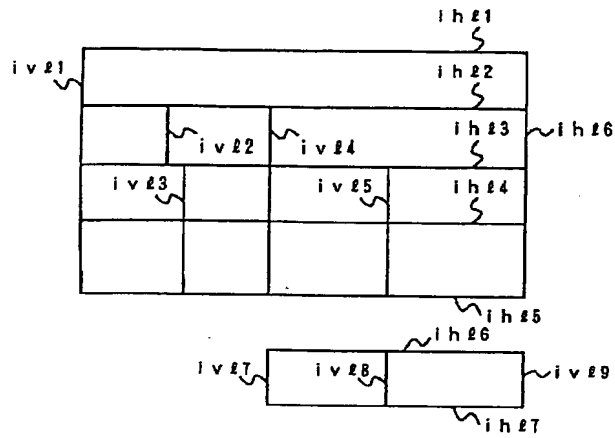 ihℓ1
ivℓ1
ihℓ2
ihℓ3
ihℓ6
ivℓ2
ivℓ4
ivℓ3
ivℓ5
ihℓ4
ihℓ5
ihℓ6
ivℓ7
ivℓ8
ivℓ9
ihℓ7